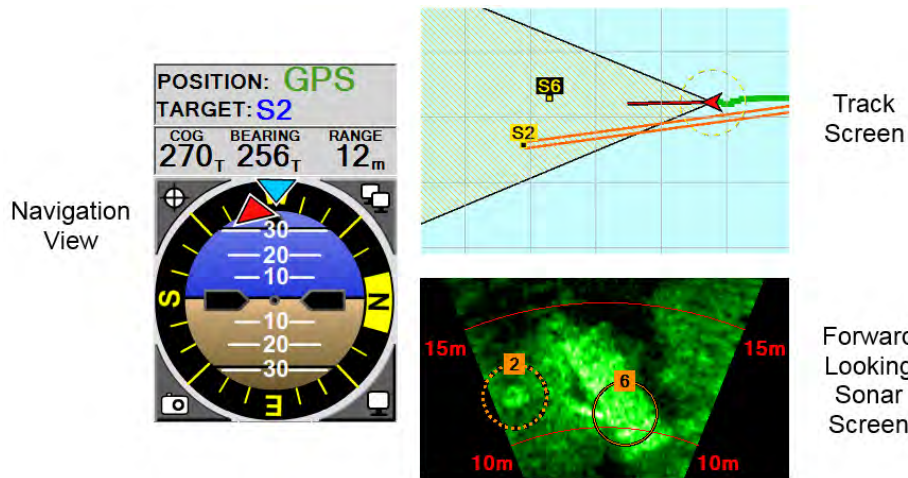 POSITION: GPS
TARGET: S2
COG BEARING RANGE
270T 256T 12m
Navigation
View
30
20
10
S
N
10
20
30
E
S6
S2
Track
Screen
2
6
15m
15m
10m
10m
Forward
Looking
Sonar
Screen